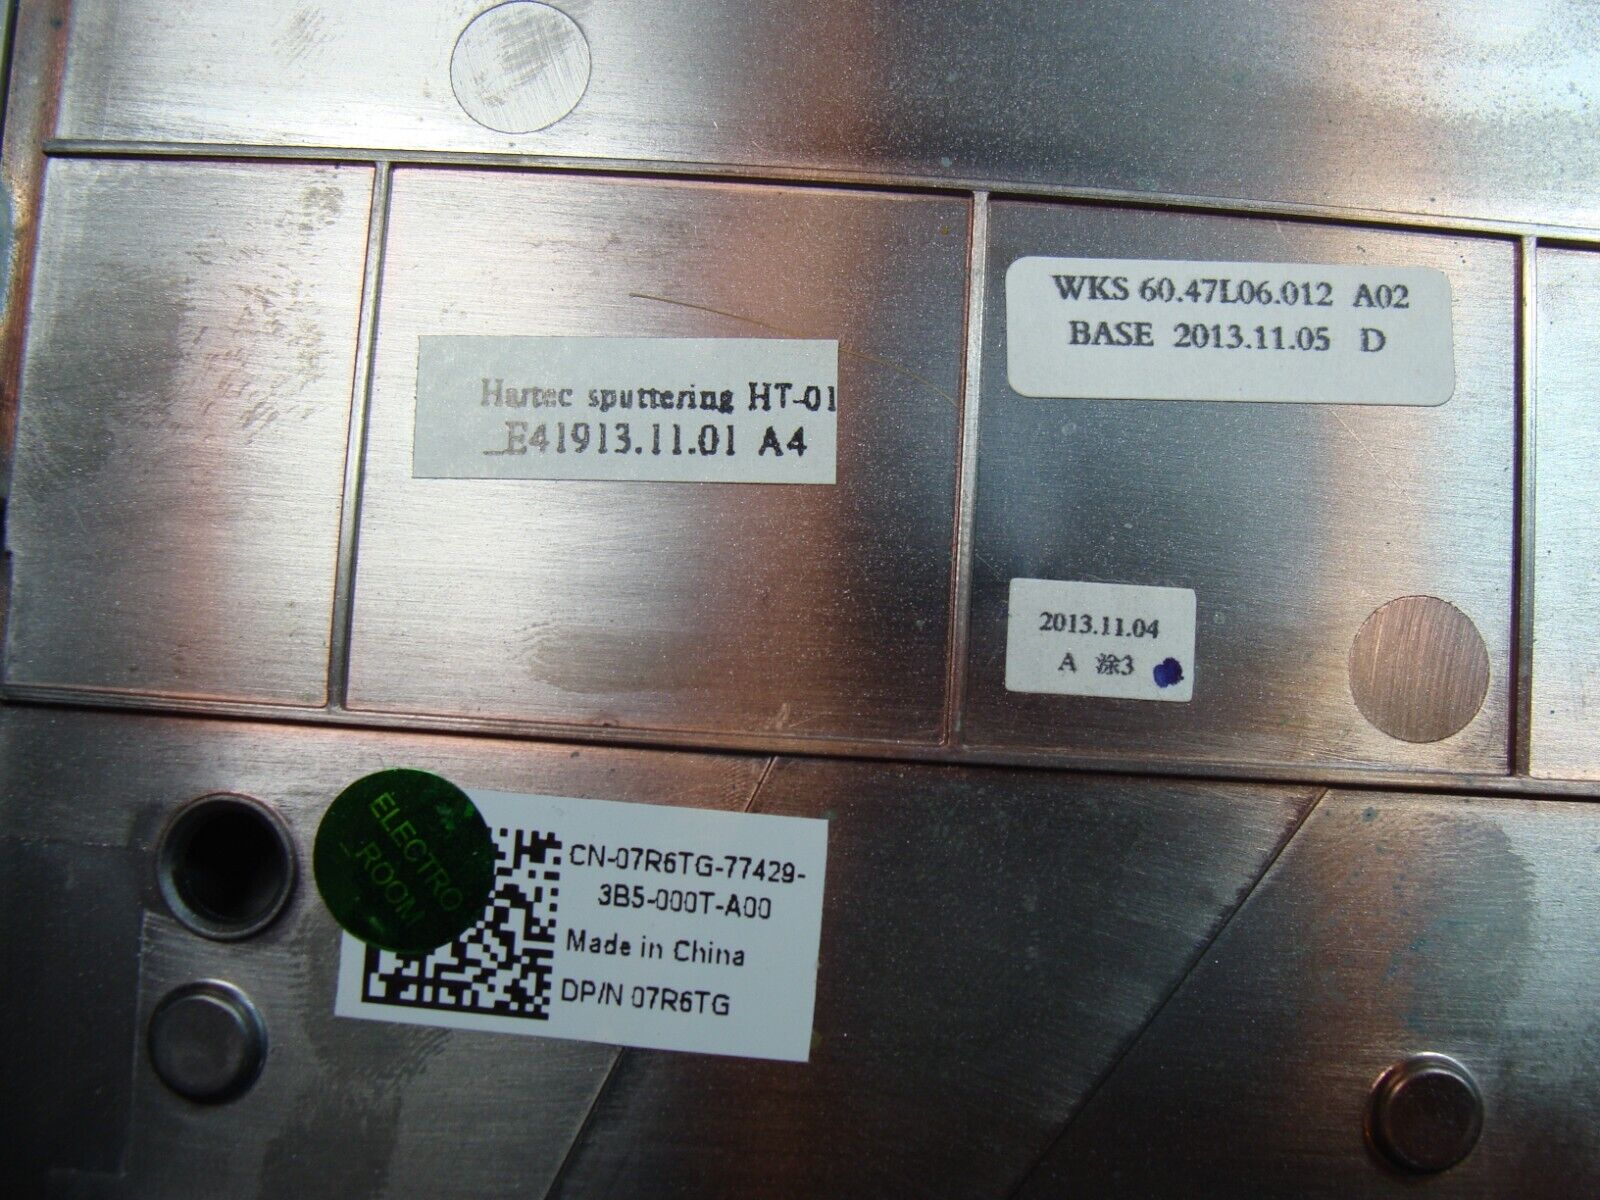 WKS 60.47L06.012 A02
BASE 2013.11.05 D
Hartec sputtering HT-01
_E41913.11.01 A4
2013.11.04
A 涂3
ELECTRO
_ROOM
CN-07R6TG-77429-
3B5-000T-A00
Made in China
DP/N 07R6TG